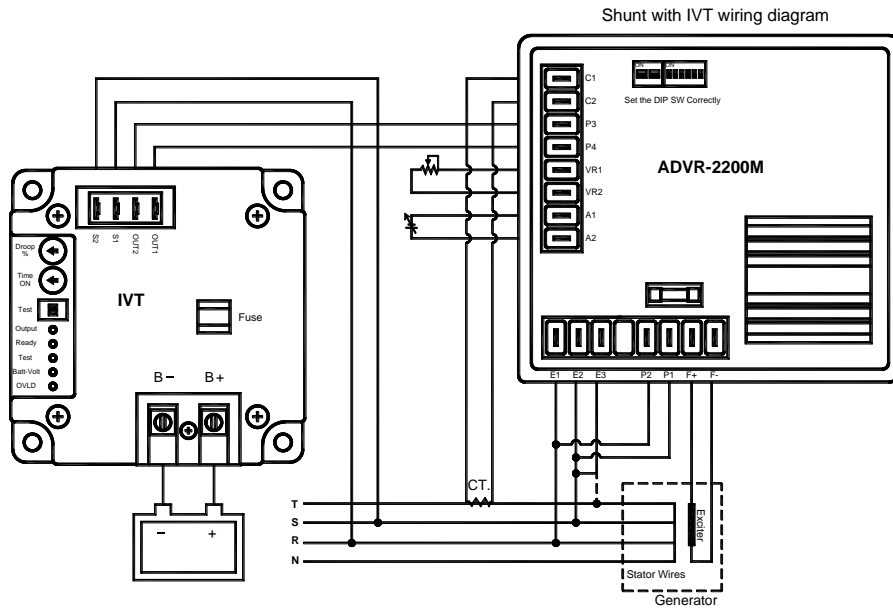 Shunt with IVT wiring diagram
ON
ON
Set the DIP SW Correctly
C1
C2
P3
P4
VR1
VR2
A1
A2
ADVR-2200M
E1 E2 E3 P2 P1 F+ F-
S2
S1
OUT2
OUT1
Droop
%
Time
ON
Test
Output
Ready
Test
Batt-Volt
OVLD
IVT
Fuse
B− B+
− +
CT.
T
S
R
N
Exciter
Stator Wires
Generator